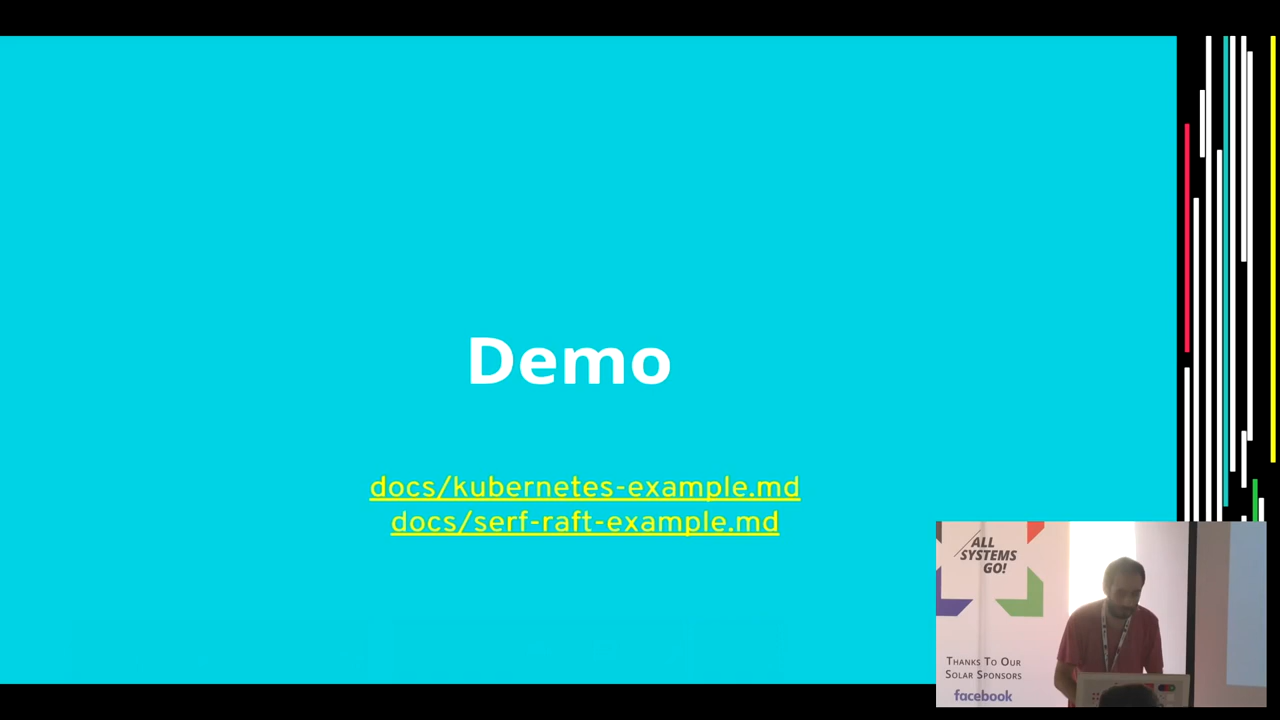 Demo
docs/kubernetes-example.md
docs/serf-raft-example.md
ALL
SYSTEMS
GO!
THANKS TO OUR
SOLAR SPONSORS
facebook